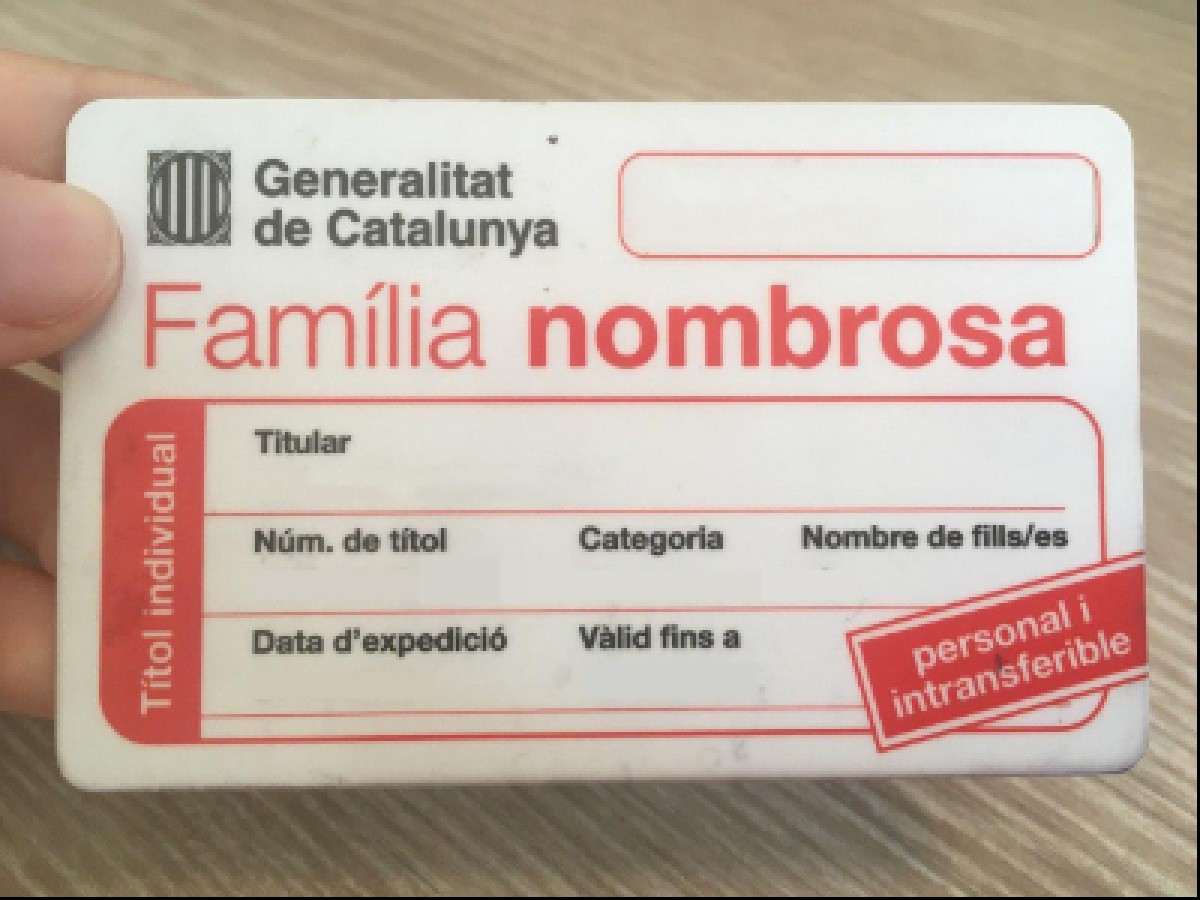 Generalitat
de Catalunya
Família nombrosa
Títol individual
Titular
Núm. de títol Categoria Nombre de fills/es
Data d'expedició Vàlid fins a
personal i
intransferible